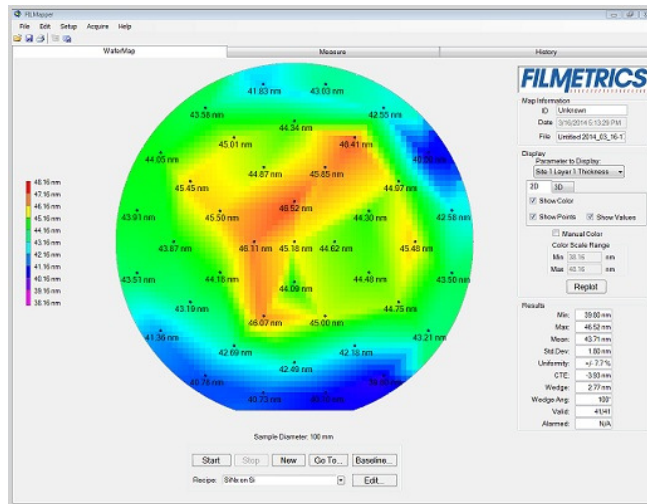 FILMapper
File Edit Setup Acquire Help
WaferMap Measure History
41.83 nm 43.03 nm
43.58 nm 42.55 nm
44.34 nm
45.01 nm 46.41 nm
44.05 nm
44.87 nm 45.85 nm
45.45 nm 44.97 nm
46.52 nm
43.91 nm 45.50 nm 44.30 nm 42.58 nm
43.87 nm 46.11 nm 45.18 nm 44.62 nm 45.48 nm
43.51 nm 44.18 nm 44.48 nm 43.50 nm
44.09 nm
43.19 nm 44.75 nm
46.07 nm 45.00 nm
41.36 nm 43.21 nm
42.69 nm 42.18 nm
42.49 nm
40.78 nm
40.73 nm
48.16 nm
47.16 nm
46.16 nm
45.16 nm
44.16 nm
43.16 nm
42.16 nm
41.16 nm
40.16 nm
39.16 nm
38.16 nm
Sample Diameter: 100 mm
Start Stop New Go To... Baseline...
Recipe: SiNx on Si Edit...
FILMETRICS
Map Information
ID Unknown
Date 3/16/2014 5:13:29 PM
File Untitled 2014_03_16-1
Display
Parameter to Display:
Site 1 Layer 1 Thickness
2D 3D
Show Color
Show Points Show Values
Manual Color
Color Scale Range
Min 38.16 nm
Max 48.16 nm
Replot
Results
Min: 39.80 nm
Max: 46.52 nm
Mean: 43.71 nm
Std.Dev: 1.80 nm
Uniformity: +/- 7.7%
CTE: -3.93 nm
Wedge: 2.77 nm
Wedge Ang: 100°
Valid: 41/41
Alarmed: N/A